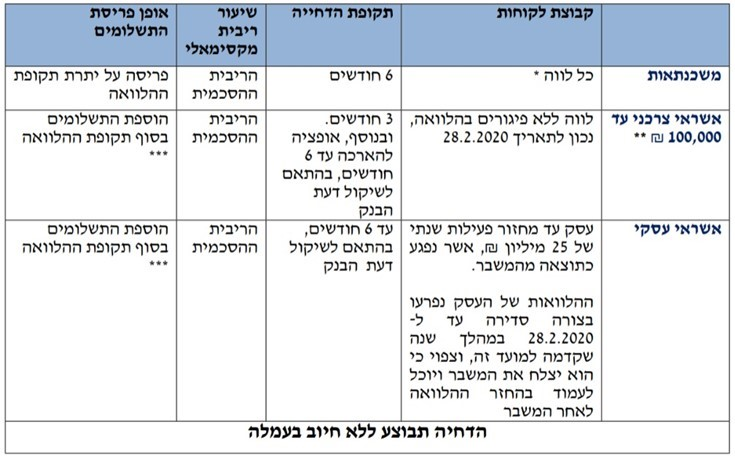 קבוצת לקוחות
תקופת הדחייה
שיעור
ריבית
מקסימאלי
אופן פריסת
התשלומים
משכנתאות
כל לווה *
6 חודשים
הריבית
ההסכמית
פריסה על יתרת תקופת
ההלוואה
אשראי צרכני עד
100,000 ₪ **
לווה ללא פיגורים בהלוואה,
נכון לתאריך 28.2.2020
3 חודשים.
ובנוסף, אופציה
להארכה עד 6
חודשים, בהתאם
לשיקול דעת
הבנק
הריבית
ההסכמית
הוספת התשלומים
בסוף תקופת ההלוואה
***
אשראי עסקי
עסק עד מחזור פעילות שנתי
של 25 מיליון ₪, אשר נפגע
כתוצאה מהמשבר.
ההלוואות של העסק נפרעו
בצורה סדירה עד ל-
28.2.2020 במהלך שנה
שקדמה למועד זה, וצפוי כי
הוא יצלח את המשבר ויוכל
לעמוד בהחזר ההלוואה
לאחר המשבר
עד 6 חודשים,
בהתאם לשיקול
דעת הבנק
הריבית
ההסכמית
הוספת התשלומים
בסוף תקופת ההלוואה
***
הדחיה תבוצע ללא חיוב בעמלה